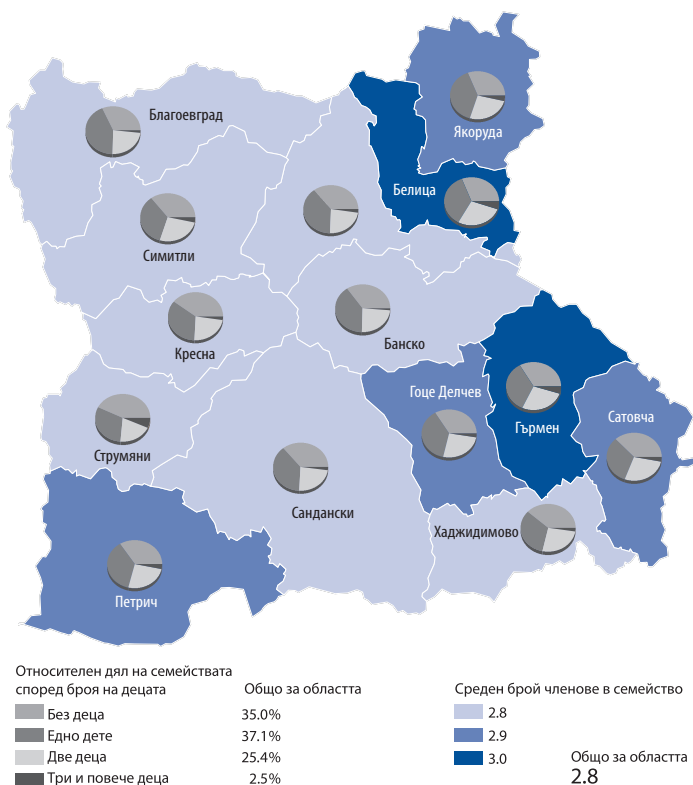 Благоевград
Якоруда
Белица
Симитли
Банско
Кресна
Гоце Делчев
Сатовча
Гърмен
Струмяни
Сандански
Хаджидимово
Петрич
Относителен дял на семействата
според броя на децата
Общо за областта
Без деца 35.0%
Едно дете 37.1%
Две деца 25.4%
Три и повече деца 2.5%
Среден брой членове в семейство
2.8
2.9
3.0
Общо за областта
2.8